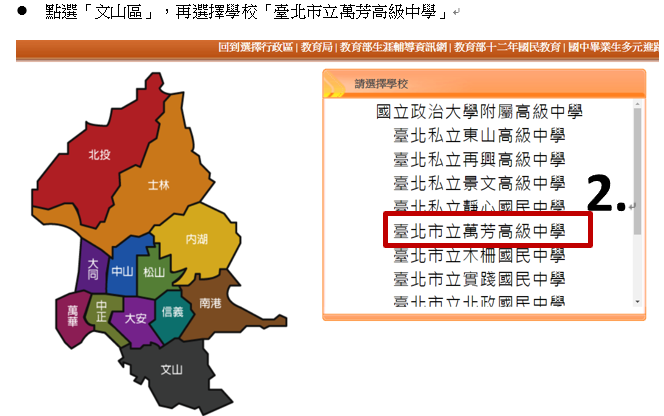 ● 點選「文山區」，再選擇學校「臺北市立萬芳高級中學」
回到選擇行政區 | 教育局 | 教育部生涯輔導資訊網 | 教育部十二年國民教育 | 國中畢業生多元進路
請選擇學校
國立政治大學附屬高級中學
臺北私立東山高級中學
臺北私立再興高級中學
臺北私立景文高級中學
臺北私立靜心國民中學
臺北市立萬芳高級中學
臺北市立木柵國民中學
臺北市立實踐國民中學
臺北市立北政國民中學
2.
北投
士林
內湖
大同
中山
松山
南港
萬華
中正
大安
信義
文山